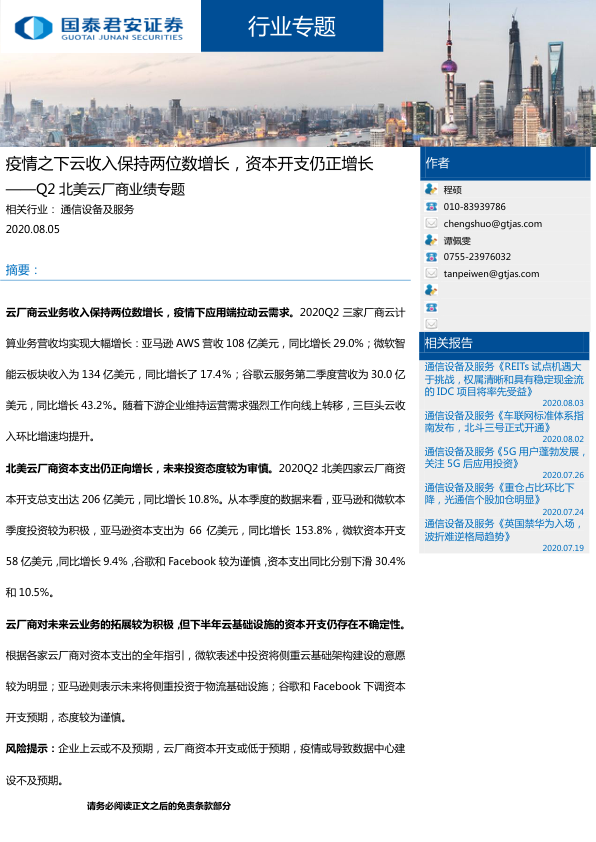 国泰君安证券
GUOTAI JUNAN SECURITIES
行业专题
疫情之下云收入保持两位数增长，资本开支仍正增长
——Q2 北美云厂商业绩专题
相关行业： 通信设备及服务
2020.08.05
摘要：
云厂商云业务收入保持两位数增长，疫情下应用端拉动云需求。2020Q2 三家厂商云计
算业务营收均实现大幅增长：亚马逊 AWS 营收 108 亿美元，同比增长 29.0%；微软智
能云板块收入为 134 亿美元，同比增长了 17.4%；谷歌云服务第二季度营收为 30.0 亿
美元，同比增长 43.2%。随着下游企业维持运营需求强烈工作向线上转移，三巨头云收
入环比增速均提升。
北美云厂商资本支出仍正向增长，未来投资态度较为审慎。2020Q2 北美四家云厂商资
本开支总支出达 206 亿美元，同比增长 10.8%。从本季度的数据来看，亚马逊和微软本
季度投资较为积极，亚马逊资本支出为 66 亿美元，同比增长 153.8%，微软资本开支
58 亿美元，同比增长 9.4%，谷歌和 Facebook 较为谨慎，资本支出同比分别下滑 30.4%
和 10.5%。
云厂商对未来云业务的拓展较为积极，但下半年云基础设施的资本开支仍存在不确定性。
根据各家云厂商对资本支出的全年指引，微软表述中投资将侧重云基础架构建设的意愿
较为明显；亚马逊则表示未来将侧重投资于物流基础设施；谷歌和 Facebook 下调资本
开支预期，态度较为谨慎。
风险提示：企业上云或不及预期，云厂商资本开支或低于预期，疫情或导致数据中心建
设不及预期。
请务必阅读正文之后的免责条款部分
作者
程硕
010-83939786
chengshuo@gtjas.com
谭佩雯
0755-23976032
tanpeiwen@gtjas.com
相关报告
通信设备及服务《REITs 试点机遇大
于挑战，权属清晰和具有稳定现金流
的 IDC 项目将率先受益》
2020.08.03
通信设备及服务《车联网标准体系指
南发布，北斗三号正式开通》
2020.08.02
通信设备及服务《5G 用户蓬勃发展，
关注 5G 后应用投资》
2020.07.26
通信设备及服务《重仓占比环比下
降，光通信个股加仓明显》
2020.07.24
通信设备及服务《英国禁华为入场，
波折难逆格局趋势》
2020.07.19